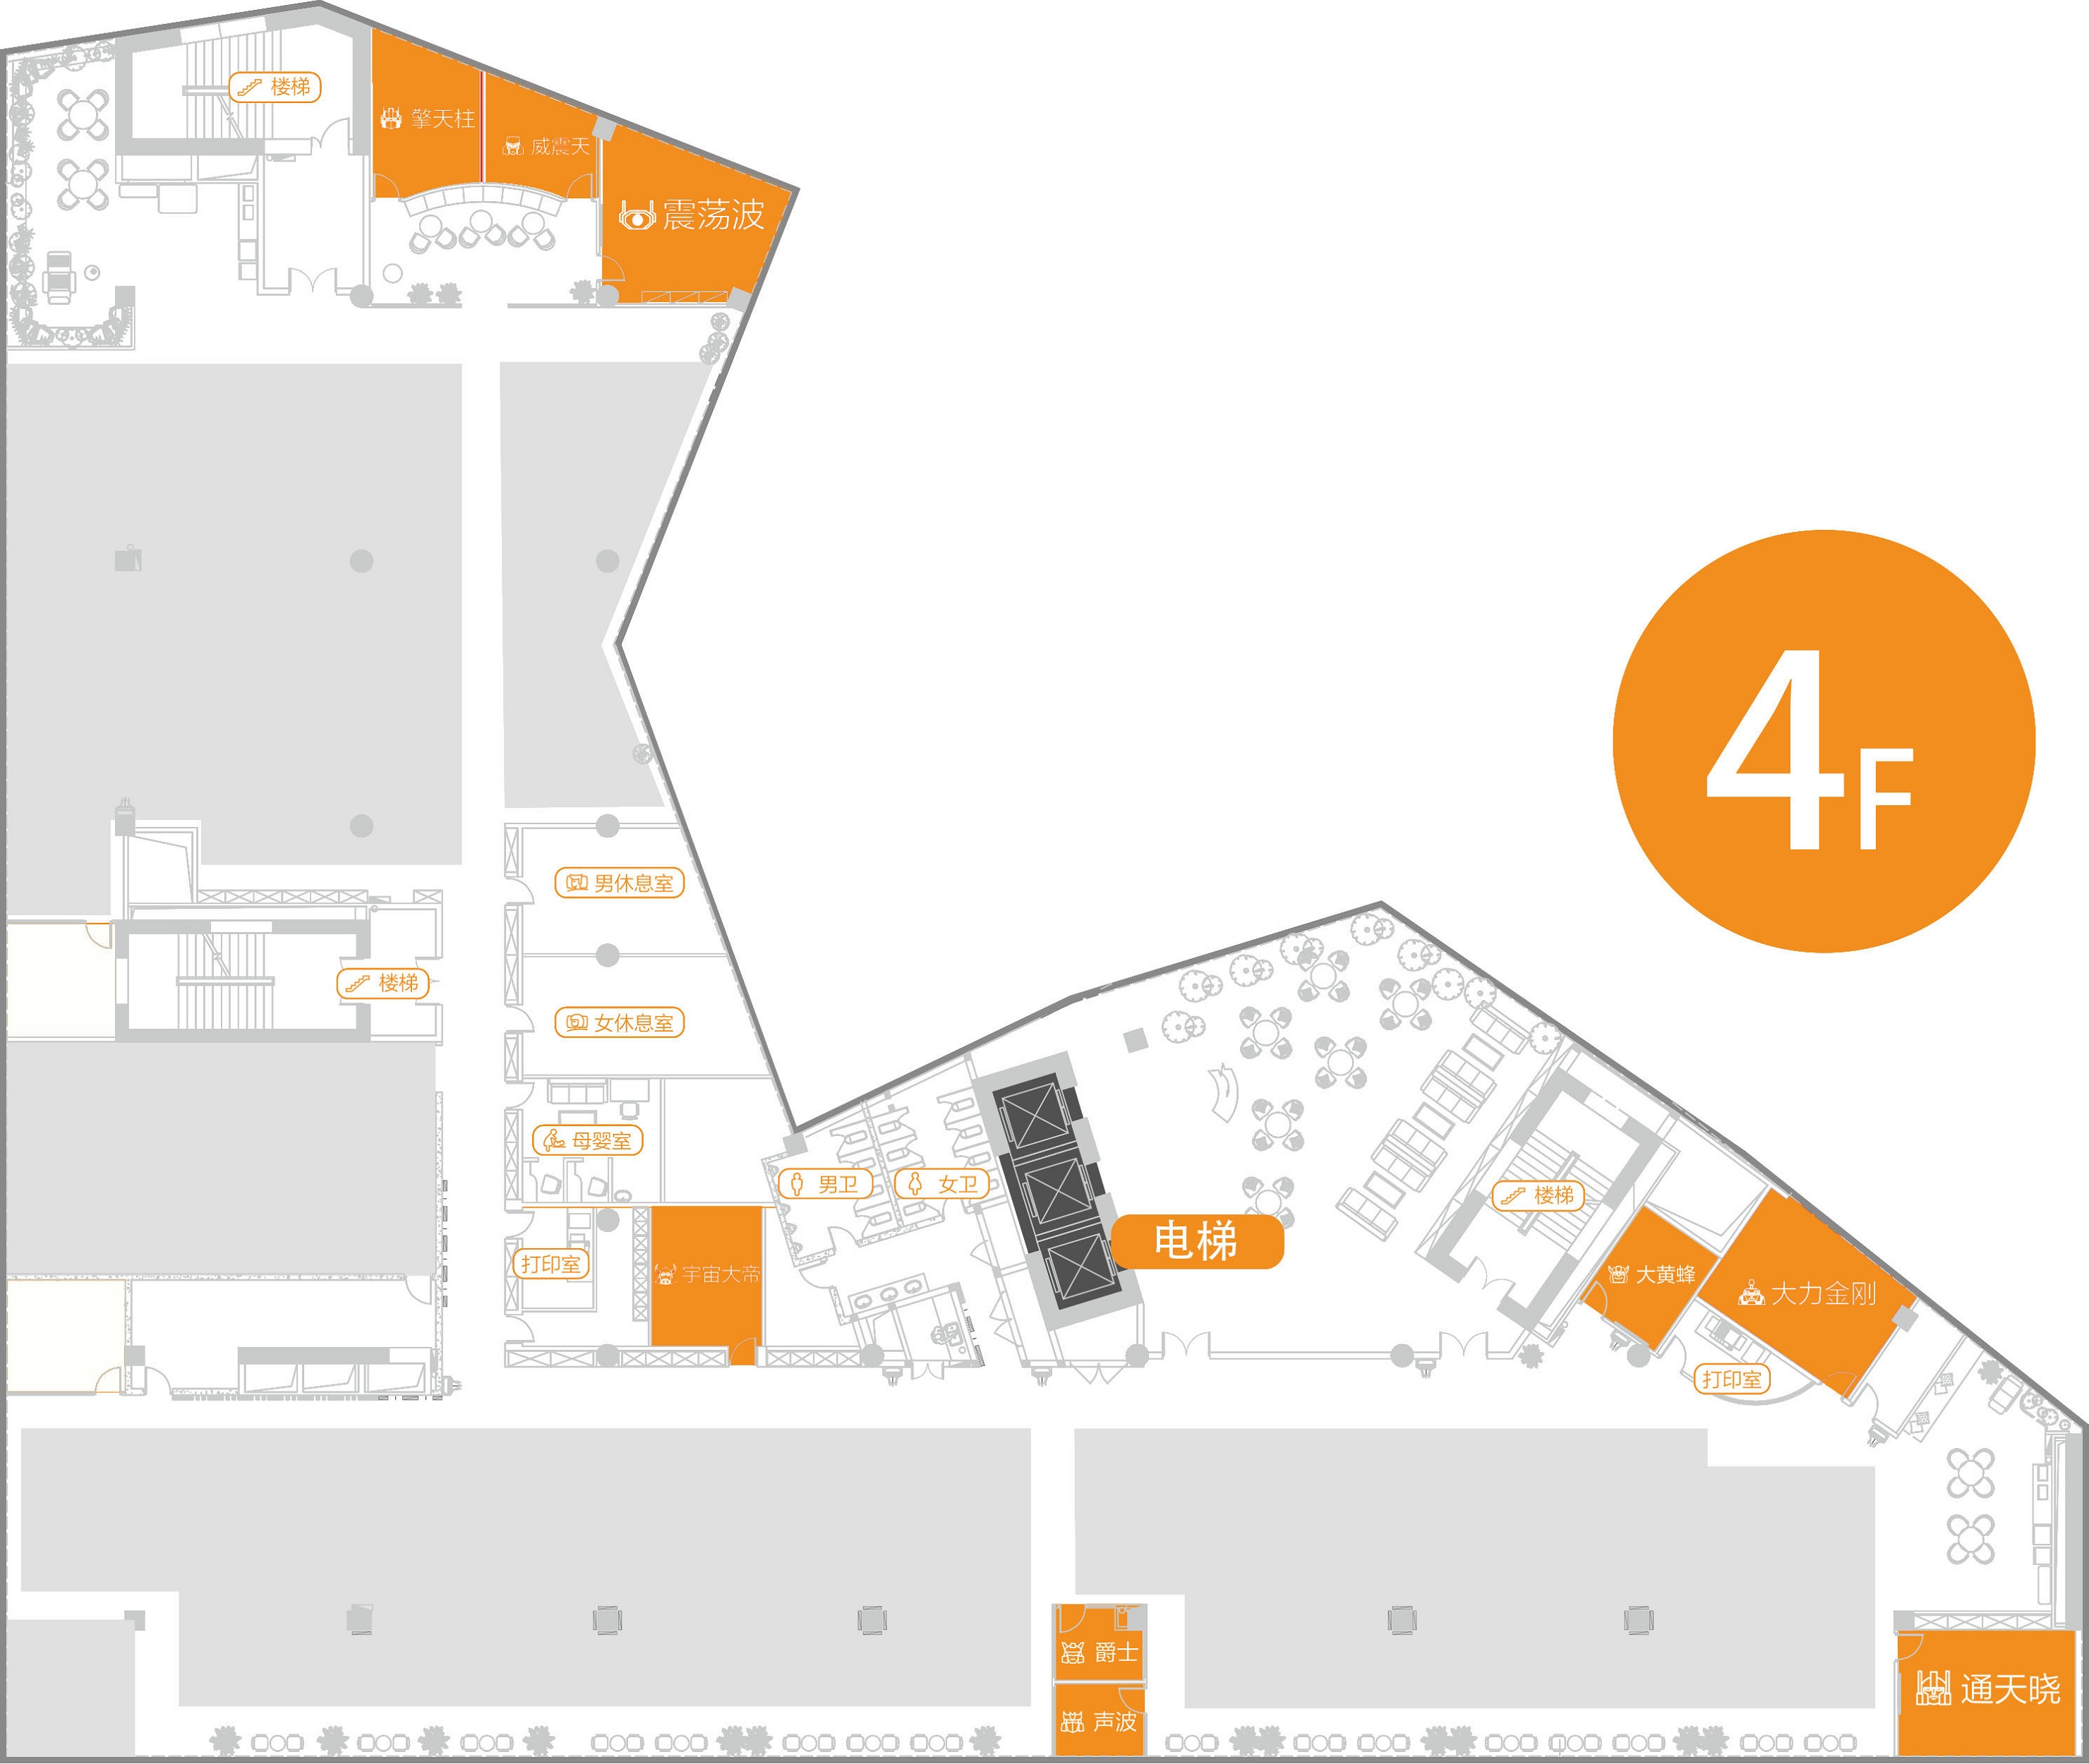 楼梯
擎天柱
威震天
震荡波
4F
男休息室
楼梯
女休息室
母婴室
男卫
女卫
楼梯
电梯
打印室
宇宙大帝
大黄蜂
大力金刚
打印室
爵士
通天晓
声波